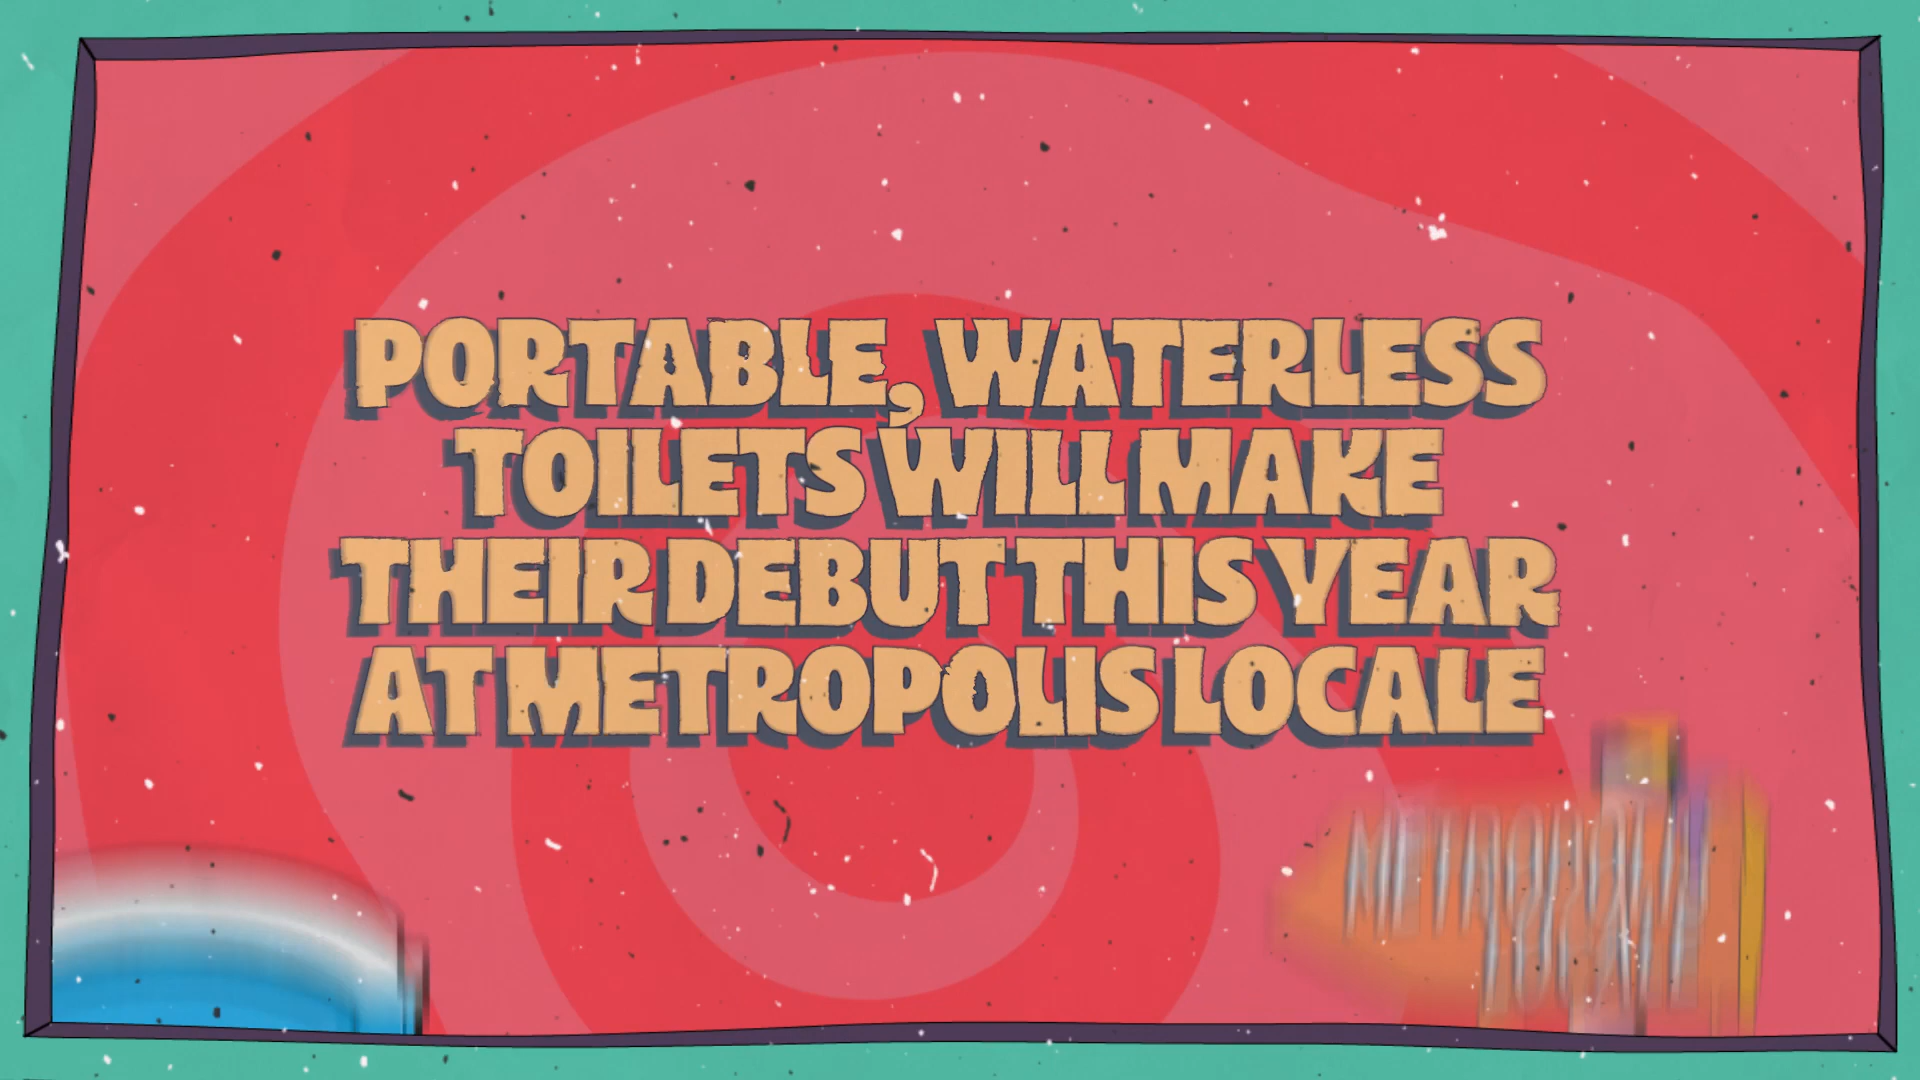 PORTABLE, WATERLESS
TOILETS WILL MAKE
THEIR DEBUT THIS YEAR
AT METROPOLIS LOCALE